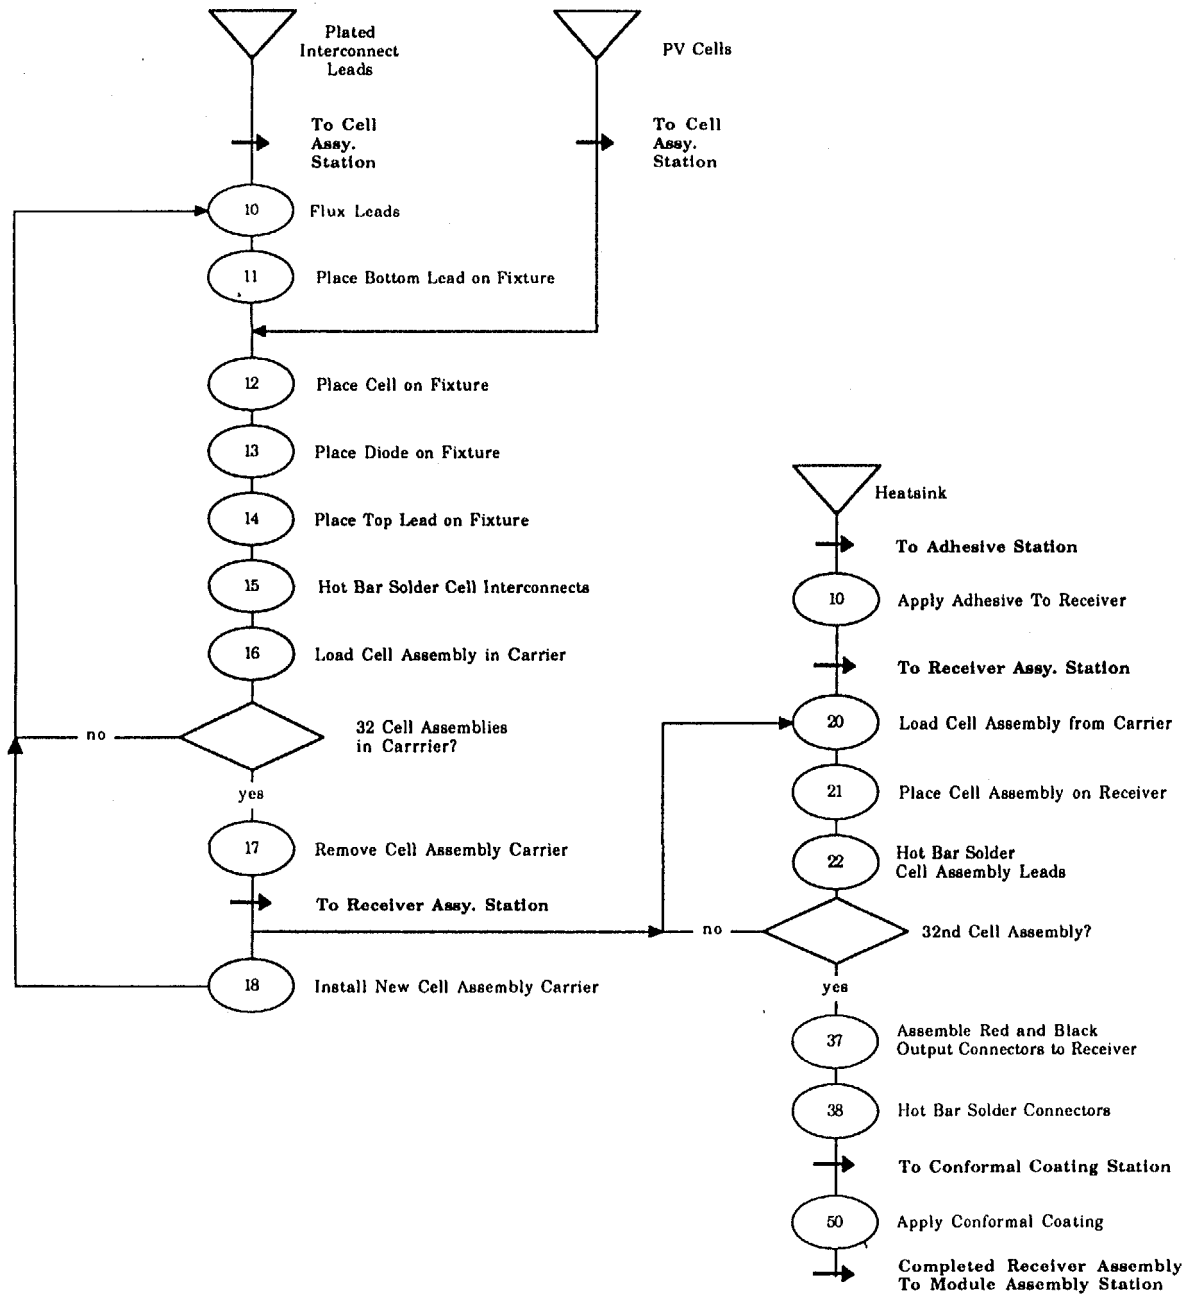 Plated
Interconnect
Leads
PV Cells
To Cell
Assy.
Station
To Cell
Assy.
Station
10
Flux Leads
11
Place Bottom Lead on Fixture
12
Place Cell on Fixture
13
Place Diode on Fixture
14
Place Top Lead on Fixture
15
Hot Bar Solder Cell Interconnects
16
Load Cell Assembly in Carrier
no
32 Cell Assemblies
in Carrrier?
yes
17
Remove Cell Assembly Carrier
To Receiver Assy. Station
18
Install New Cell Assembly Carrier
Heatsink
To Adhesive Station
10
Apply Adhesive To Receiver
To Receiver Assy. Station
20
Load Cell Assembly from Carrier
21
Place Cell Assembly on Receiver
22
Hot Bar Solder
Cell Assembly Leads
no
32nd Cell Assembly?
yes
37
Assemble Red and Black
Output Connectors to Receiver
38
Hot Bar Solder Connectors
To Conformal Coating Station
50
Apply Conformal Coating
Completed Receiver Assembly
To Module Assembly Station